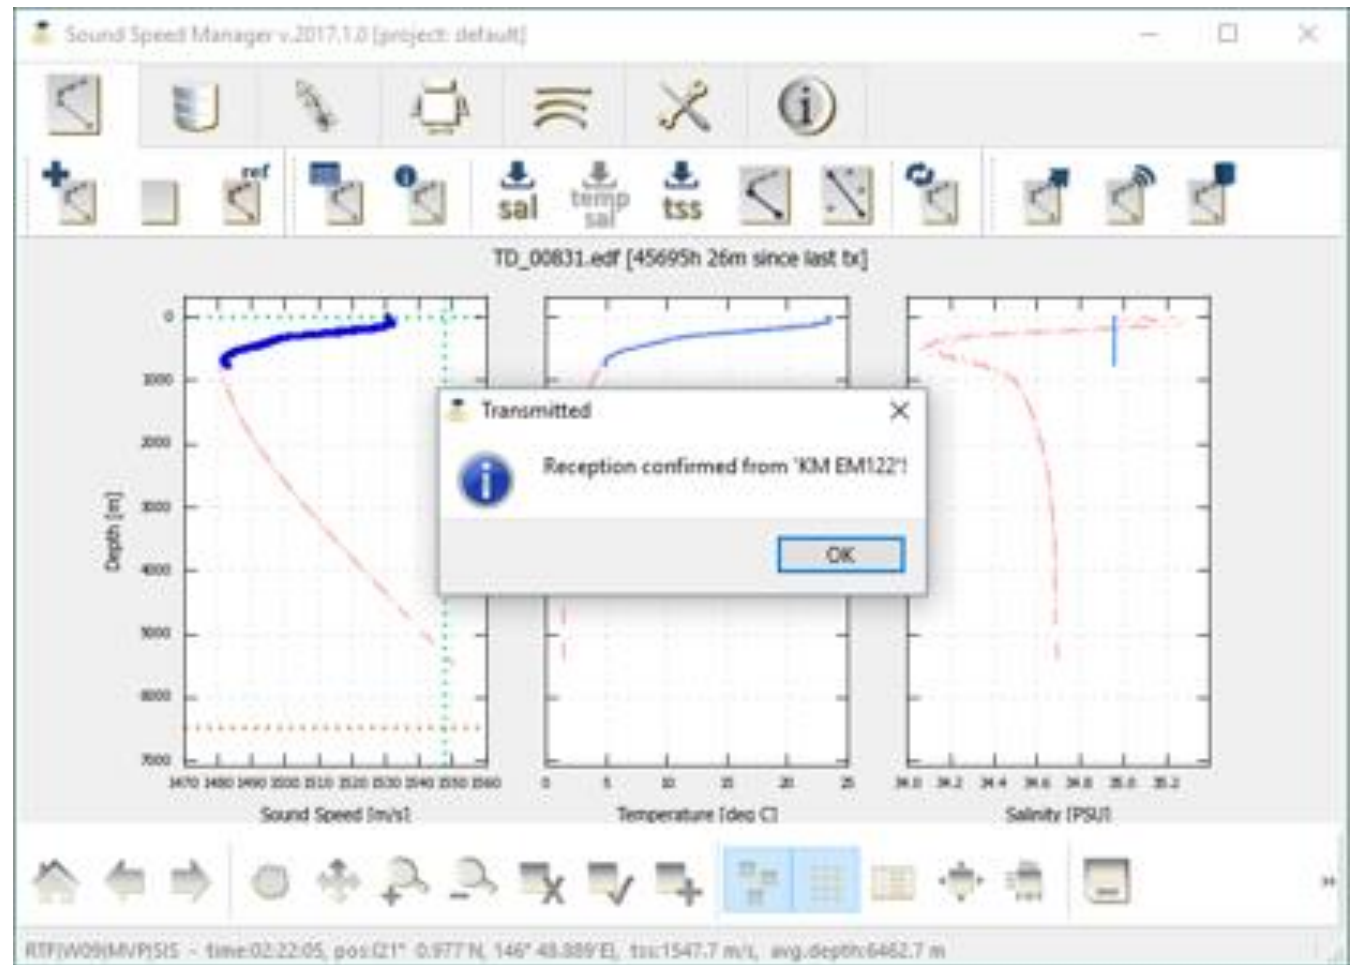 Sound Speed Manager v.2017.1.0 [project: default]
ref
sal
temp
sal
tss
TD_00831.edf [45695h 26m since last tx]
0
1000
2000
3000
4000
5000
6000
7000
Depth [m]
1470 1480 1490 1500 1510 1520 1530 1540 1550 1560
Sound Speed [m/s]
0 5 10 15 20 25
Temperature [deg C]
34.0 34.2 34.4 34.6 34.8 35.0 35.2
Salinity [PSU]
Transmitted
Reception confirmed from 'KM EM122'!
OK
RTF|W09|MVP|SIS - time:02:22:05, pos:(21° 0.977'N, 146° 48.889'E), tss:1547.7 m/s, avg.depth:6462.7 m